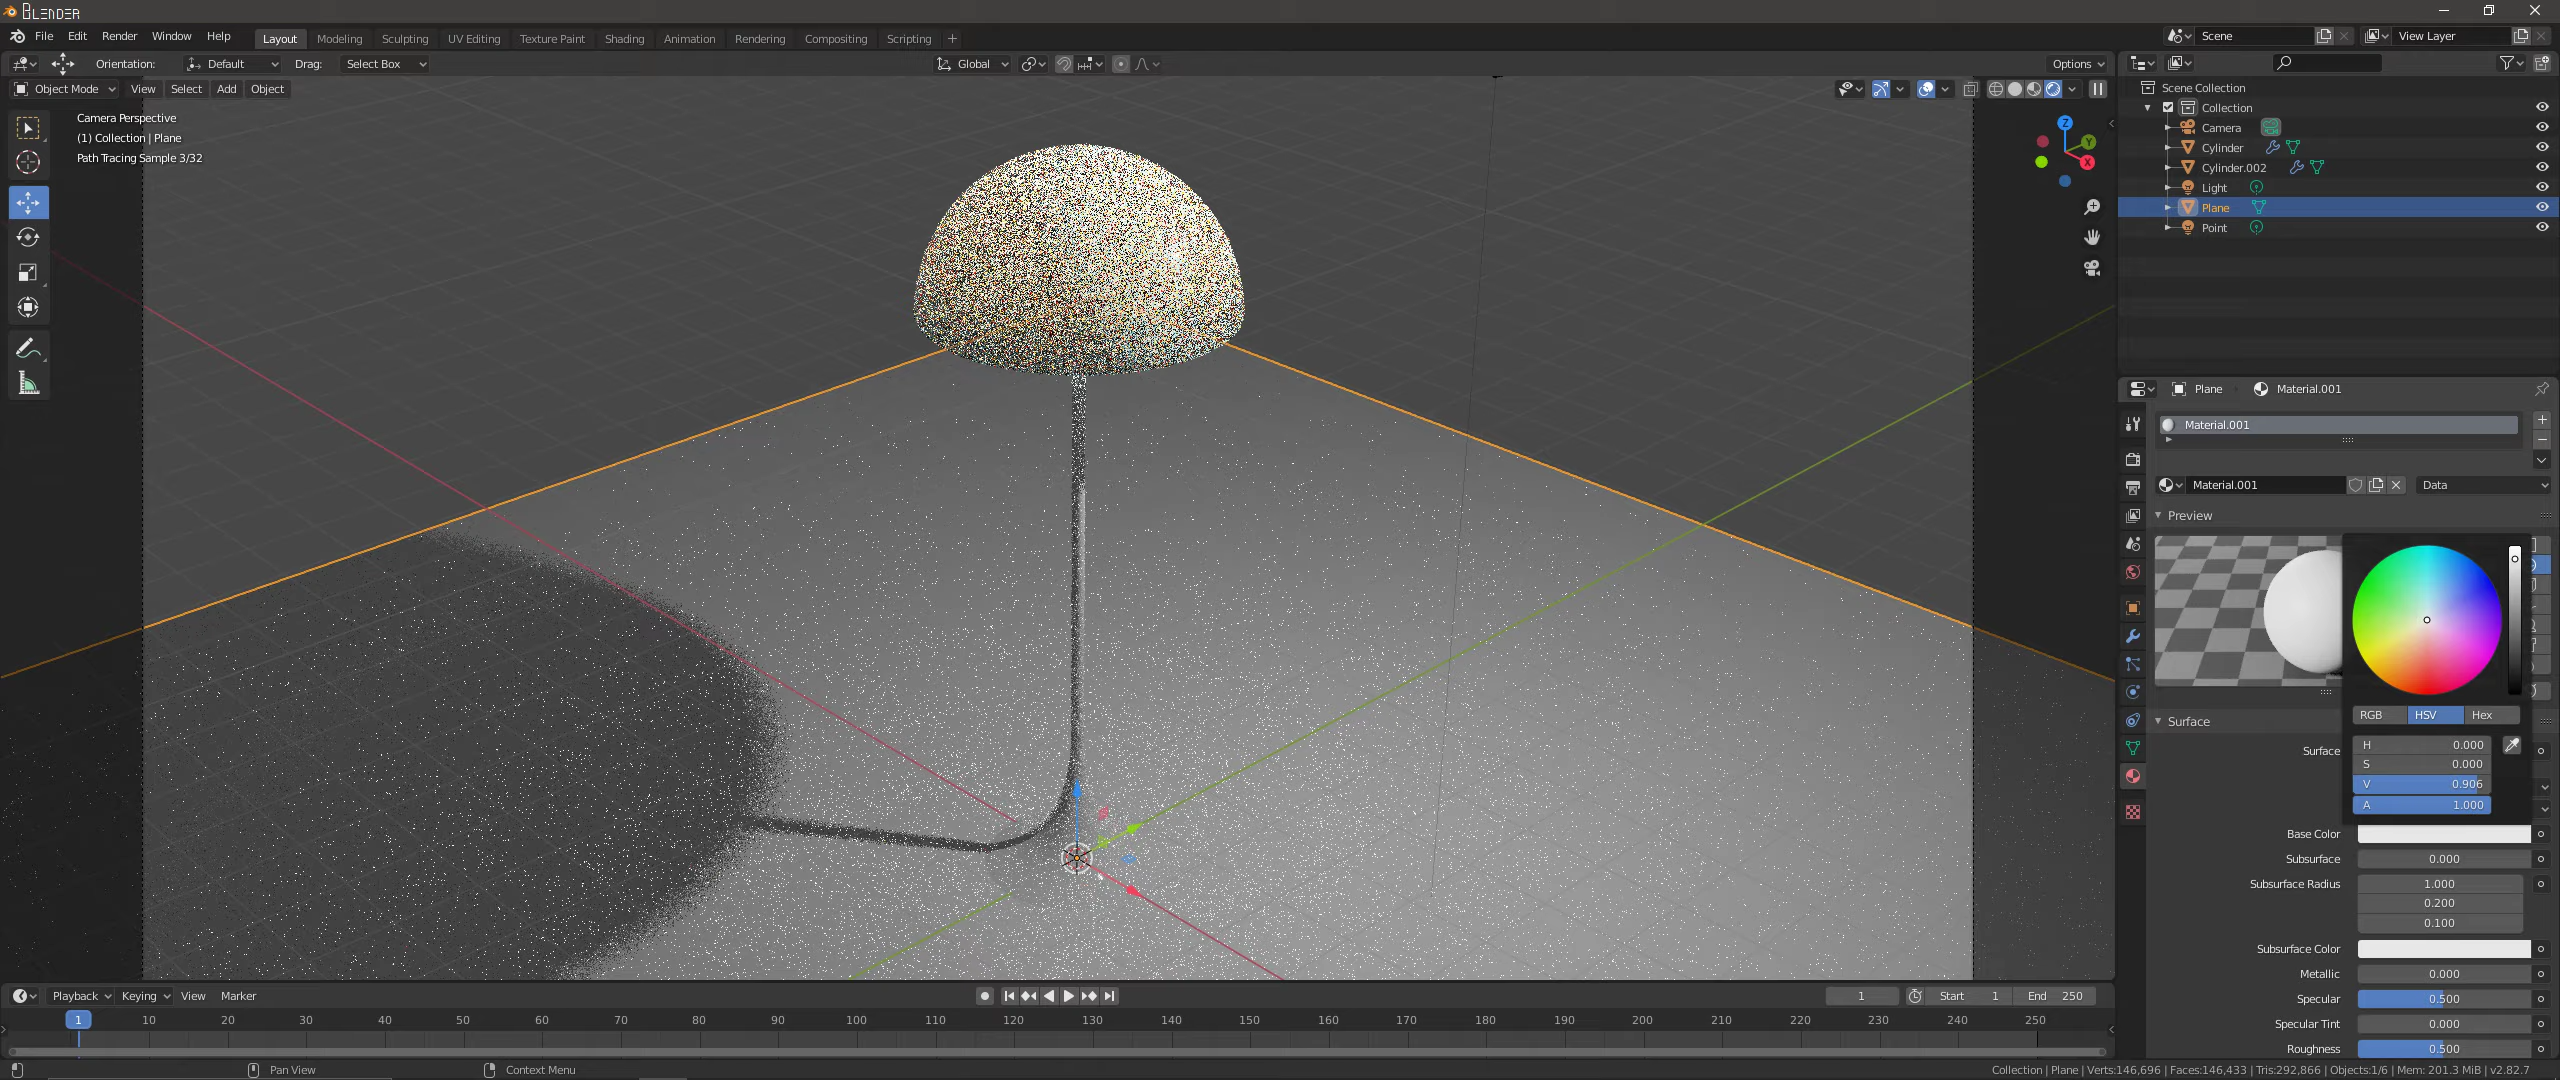 BLENDER
File Edit Render Window Help Layout Modeling Sculpting UV Editing Texture Paint Shading Animation Rendering Compositing Scripting + Scene View Layer
Orientation: Default Drag: Select Box Global Options
Object Mode View Select Add Object
Camera Perspective
(1) Collection | Plane
Path Tracing Sample 3/32
Z
Y
X
Scene Collection
Collection
Camera
Cylinder
Cylinder.002
Light
Plane
Point
Plane Material.001
Material.001
Material.001 Data
Preview
RGB HSV Hex
Surface
H 0.000
Surface
S 0.000
V 0.906
A 1.000
Base Color
Subsurface 0.000
Subsurface Radius 1.000
0.200
0.100
Subsurface Color
Metallic 0.000
Specular 0.500
Specular Tint 0.000
Roughness 0.500
Playback Keying View Marker 1 Start 1 End 250
1 10 20 30 40 50 60 70 80 90 100 110 120 130 140 150 160 170 180 190 200 210 220 230 240 250
Pan View Context Menu Collection | Plane | Verts:146,696 | Faces:146,433 | Tris:292,866 | Objects:1/6 | Mem: 201.3 MiB | v2.82.7